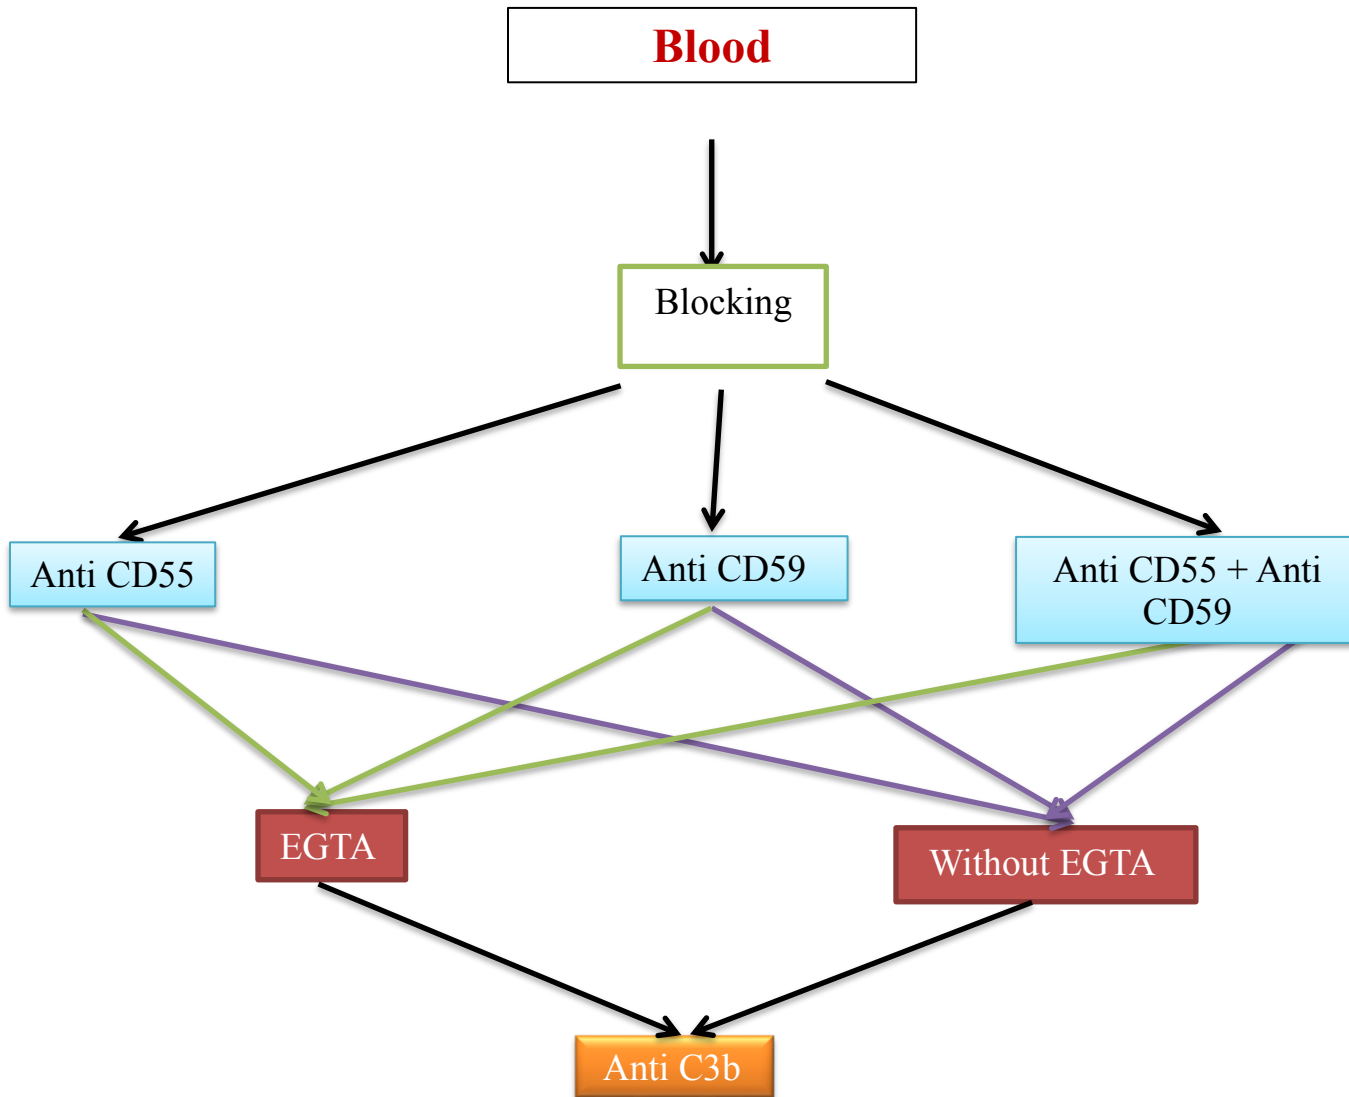 Blood
Blocking
Anti CD55
Anti CD59
Anti CD55 + Anti
CD59
EGTA
Without EGTA
Anti C3b